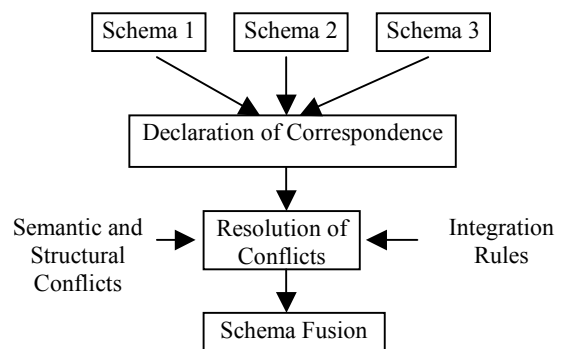 Schema 1
Schema 2
Schema 3
Declaration of Correspondence
Semantic and
Structural
Conflicts
Resolution of
Conflicts
Integration
Rules
Schema Fusion